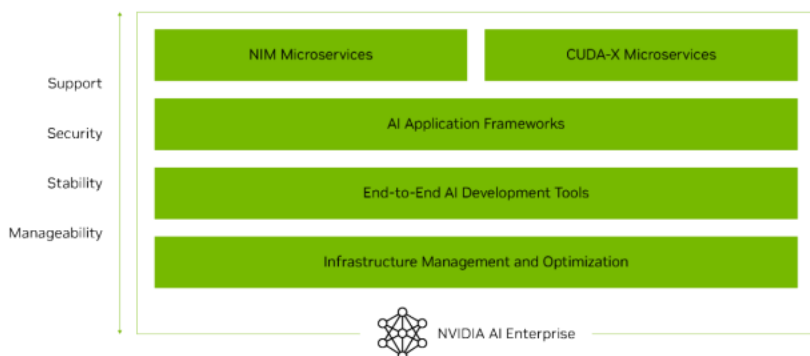 NIM Microservices
CUDA-X Microservices
Support
AI Application Frameworks
Security
Stability
End-to-End AI Development Tools
Manageability
Infrastructure Management and Optimization
NVIDIA AI Enterprise